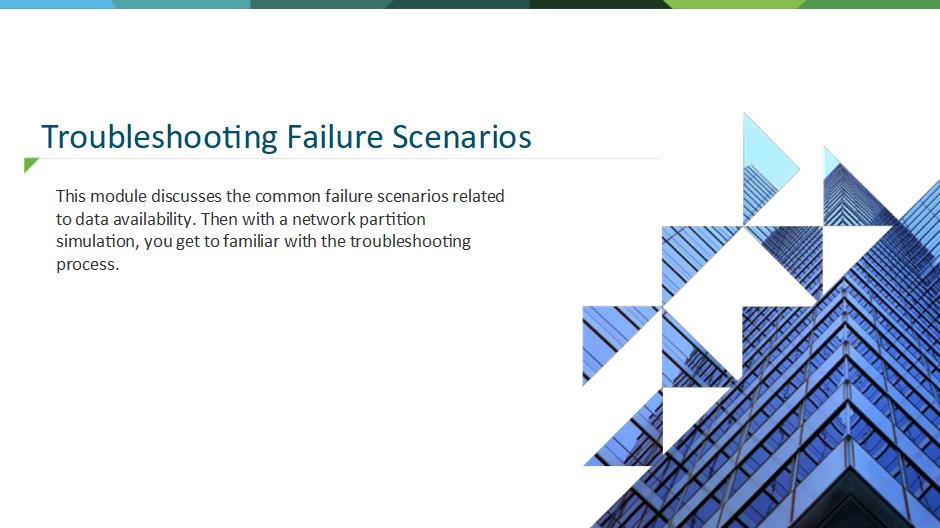 Troubleshooting Failure Scenarios
This module discusses the common failure scenarios related
to data availability. Then with a network partition
simulation, you get to familiar with the troubleshooting
process.